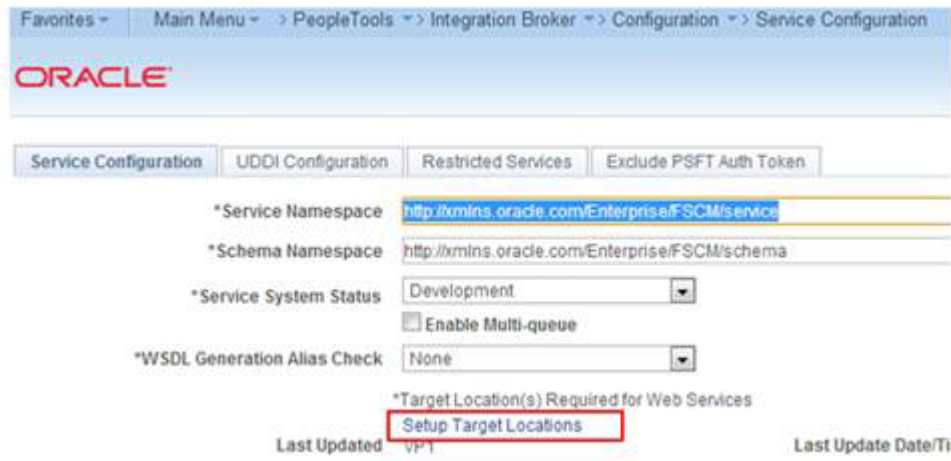 Favorites Main Menu > PeopleTools > Integration Broker > Configuration > Service Configuration
ORACLE
Service Configuration UDDI Configuration Restricted Services Exclude PSFT Auth Token
*Service Namespace http://xmlns.oracle.com/Enterprise/FSCM/service
*Schema Namespace http://xmlns.oracle.com/Enterprise/FSCM/schema
*Service System Status Development
Enable Multi-queue
*WSDL Generation Alias Check None
*Target Location(s) Required for Web Services
Setup Target Locations
Last Updated VP1 Last Update Date/Ti